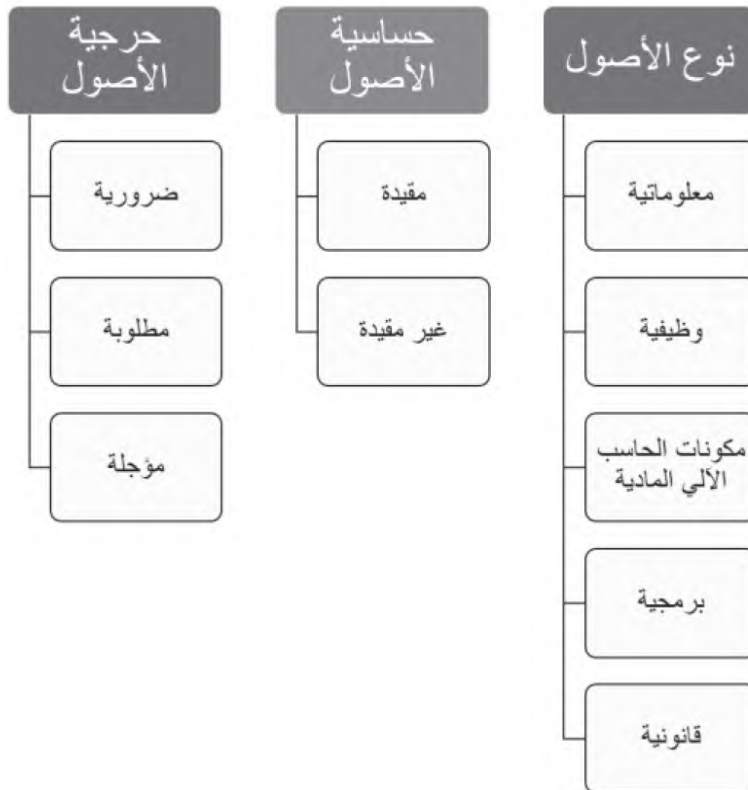 نوع الأصول
معلوماتية
وظيفية
مكونات الحاسب
الآلي المادية
برمجية
قانونية
حساسية
الأصول
مقيدة
غير مقيدة
حرجية
الأصول
ضرورية
مطلوبة
مؤجلة